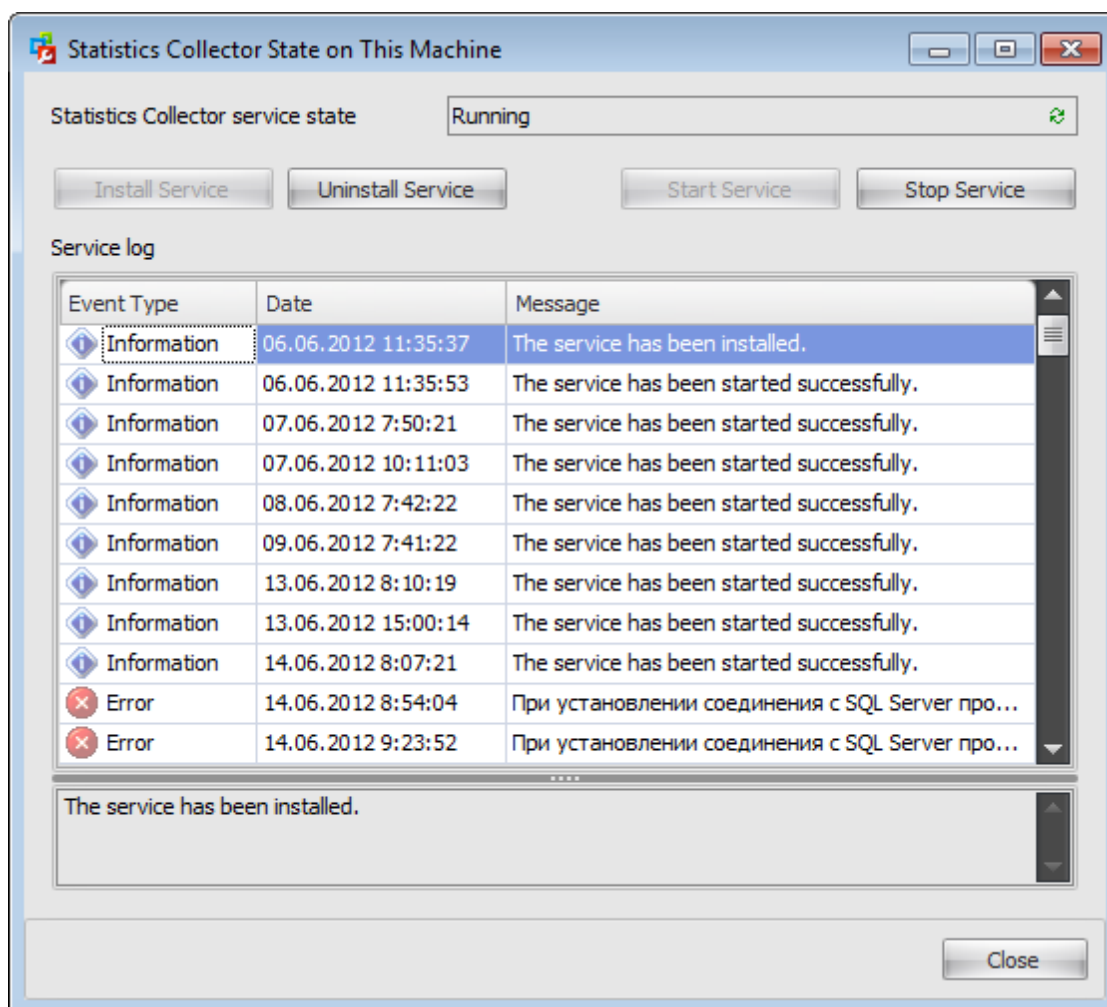 Statistics Collector State on This Machine
Statistics Collector service state Running
Install Service Uninstall Service Start Service Stop Service
Service log
Event Type Date Message
Information 06.06.2012 11:35:37 The service has been installed.
Information 06.06.2012 11:35:53 The service has been started successfully.
Information 07.06.2012 7:50:21 The service has been started successfully.
Information 07.06.2012 10:11:03 The service has been started successfully.
Information 08.06.2012 7:42:22 The service has been started successfully.
Information 09.06.2012 7:41:22 The service has been started successfully.
Information 13.06.2012 8:10:19 The service has been started successfully.
Information 13.06.2012 15:00:14 The service has been started successfully.
Information 14.06.2012 8:07:21 The service has been started successfully.
Error 14.06.2012 8:54:04 При установлении соединения с SQL Server про...
Error 14.06.2012 9:23:52 При установлении соединения с SQL Server про...
The service has been installed.
Close